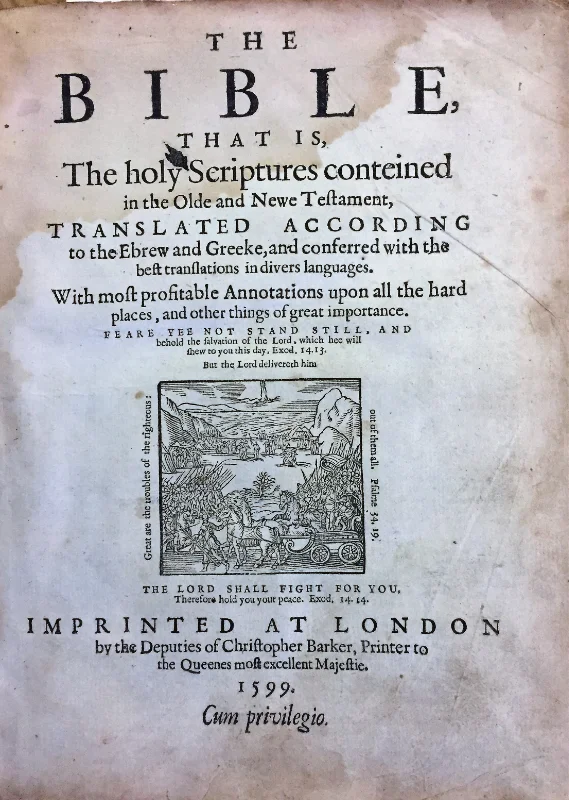 THE
BIBLE,
THAT IS,
The holy Scriptures conteined
in the Olde and Newe Teſtament,
TRANSLATED ACCORDING
to the Ebrew and Greeke, and conferred with the
beſt tranſlations in divers languages.
With moſt profitable Annotations upon all the hard
places, and other things of great importance.
FEARE YEE NOT STAND STILL, AND
behold the ſalvation of the Lord, which hee will
ſhew to you this day, Exod, 14.13.
But the Lord delivereth him
Great are the troubles of the righteous:
out of them all, Pſalme 34.19.
THE LORD SHALL FIGHT FOR YOU,
Therefore hold you your peace. Exod, 14.14.
IMPRINTED AT LONDON
by the Deputies of Chriſtopher Barker, Printer to
the Queenes moſt excellent Majeſtie.
1599.
Cum privilegio.